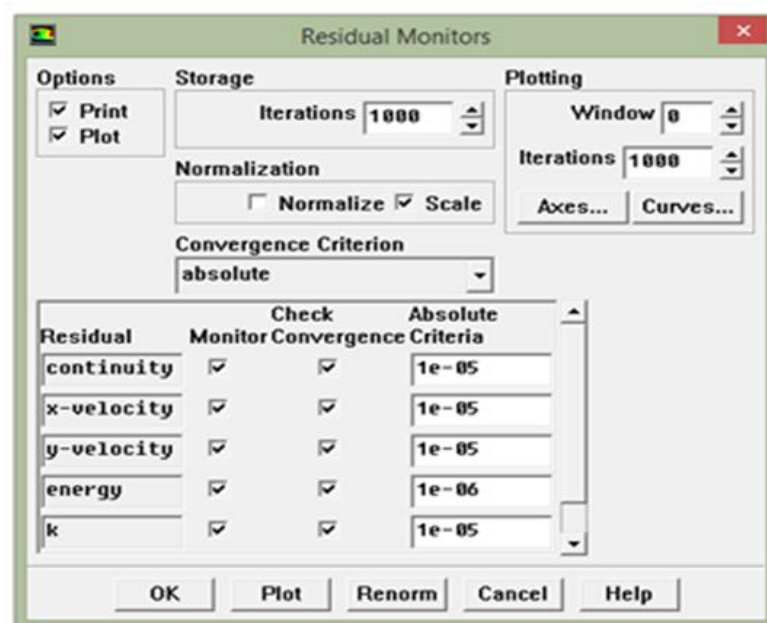 Residual Monitors
Options
Print
Plot
Storage
Iterations 1000
Normalization
Normalize Scale
Convergence Criterion
absolute
Plotting
Window 0
Iterations 1000
Axes... Curves...
Residual Monitor Check Convergence Absolute Criteria
continuity 1e-05
x-velocity 1e-05
y-velocity 1e-05
energy 1e-06
k 1e-05
OK Plot Renorm Cancel Help